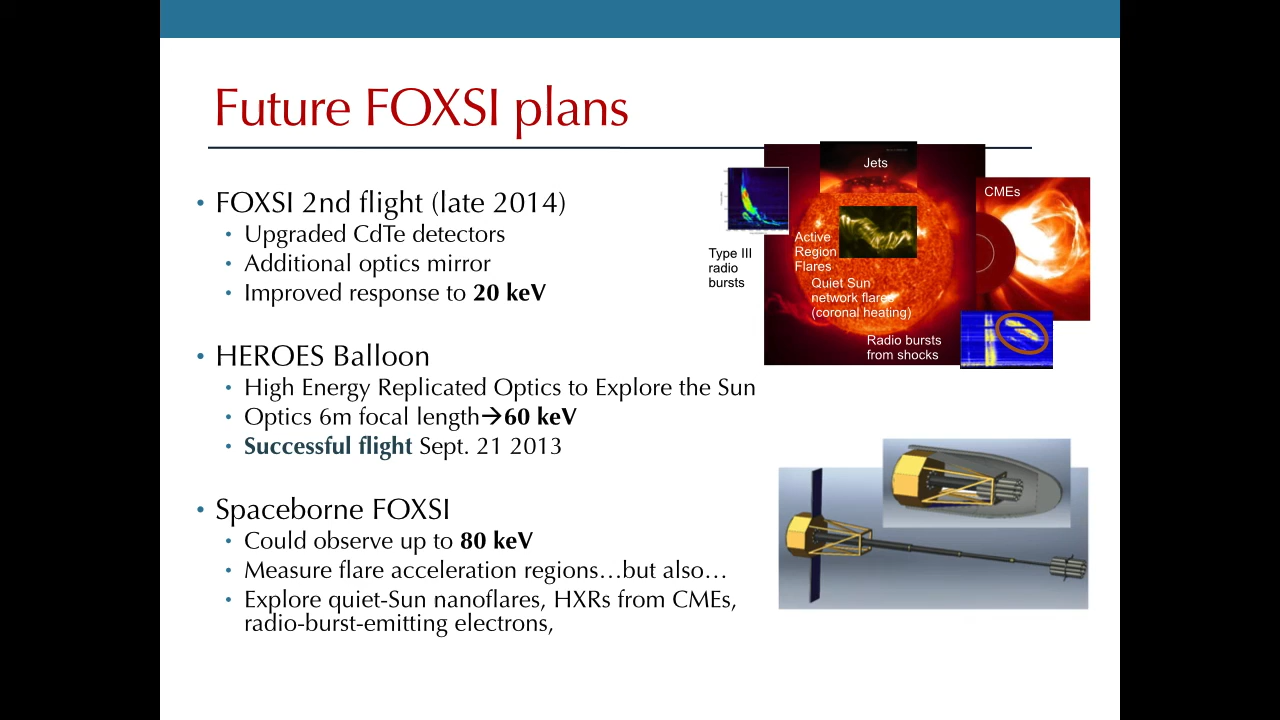 Future FOXSI plans
• FOXSI 2nd flight (late 2014)
• Upgraded CdTe detectors
• Additional optics mirror
• Improved response to 20 keV
• HEROES Balloon
• High Energy Replicated Optics to Explore the Sun
• Optics 6m focal length→60 keV
• Successful flight Sept. 21 2013
• Spaceborne FOXSI
• Could observe up to 80 keV
• Measure flare acceleration regions…but also…
• Explore quiet-Sun nanoflares, HXRs from CMEs,
radio-burst-emitting electrons,
Jets
CMEs
Type III
radio
bursts
Active
Region
Flares
Quiet Sun
network flares
(coronal heating)
Radio bursts
from shocks